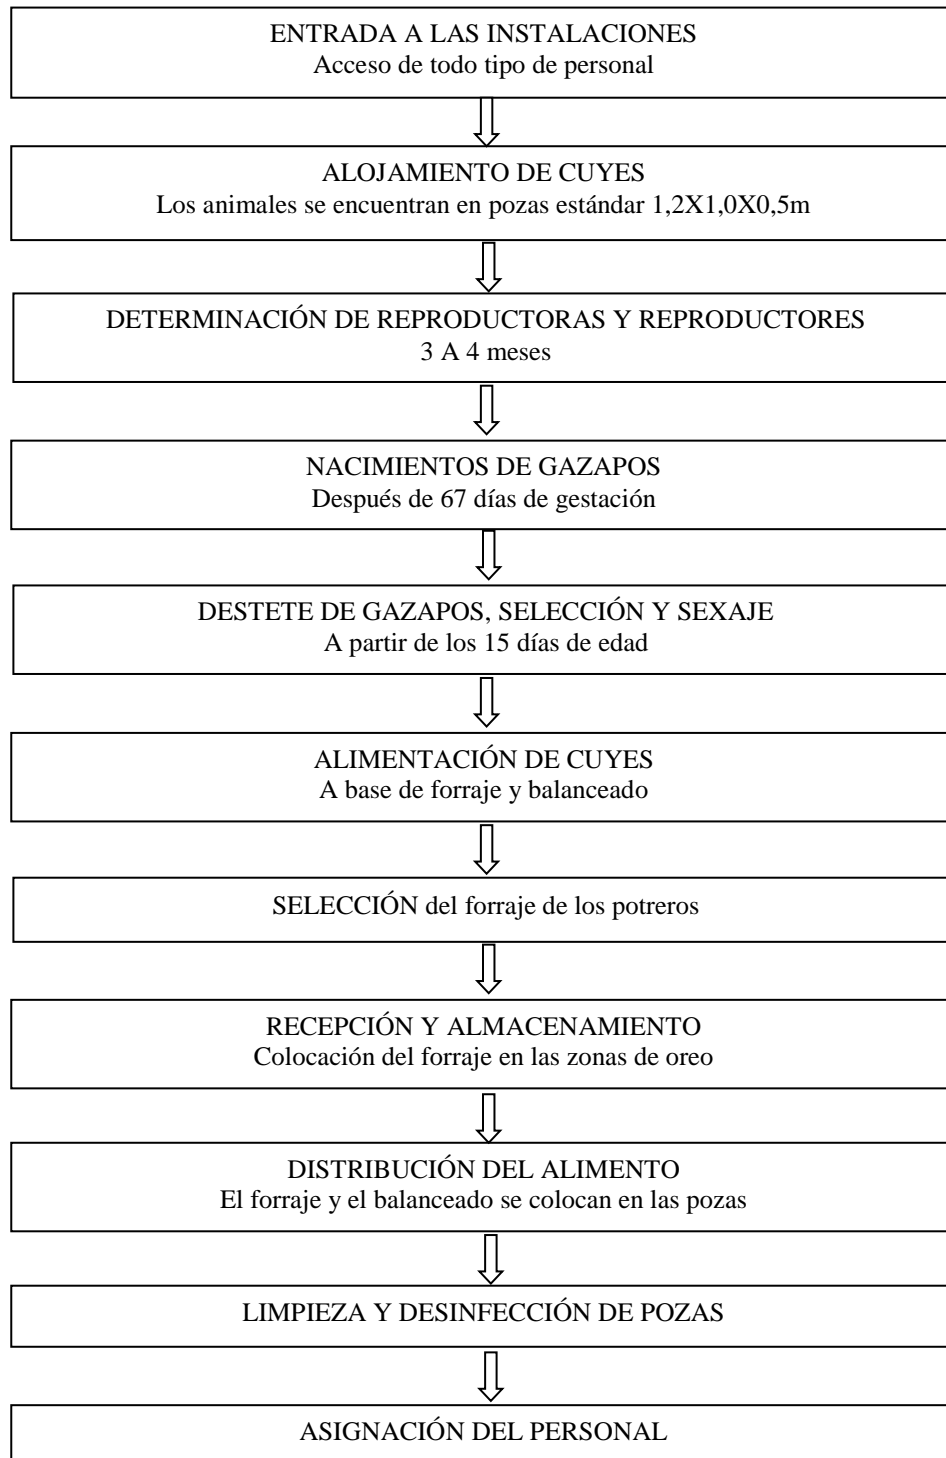 ENTRADA A LAS INSTALACIONES
Acceso de todo tipo de personal
ALOJAMIENTO DE CUYES
Los animales se encuentran en pozas estándar 1,2X1,0X0,5m
DETERMINACIÓN DE REPRODUCTORAS Y REPRODUCTORES
3 A 4 meses
NACIMIENTOS DE GAZAPOS
Después de 67 días de gestación
DESTETE DE GAZAPOS, SELECCIÓN Y SEXAJE
A partir de los 15 días de edad
ALIMENTACIÓN DE CUYES
A base de forraje y balanceado
SELECCIÓN del forraje de los potreros
RECEPCIÓN Y ALMACENAMIENTO
Colocación del forraje en las zonas de oreo
DISTRIBUCIÓN DEL ALIMENTO
El forraje y el balanceado se colocan en las pozas
LIMPIEZA Y DESINFECCIÓN DE POZAS
ASIGNACIÓN DEL PERSONAL